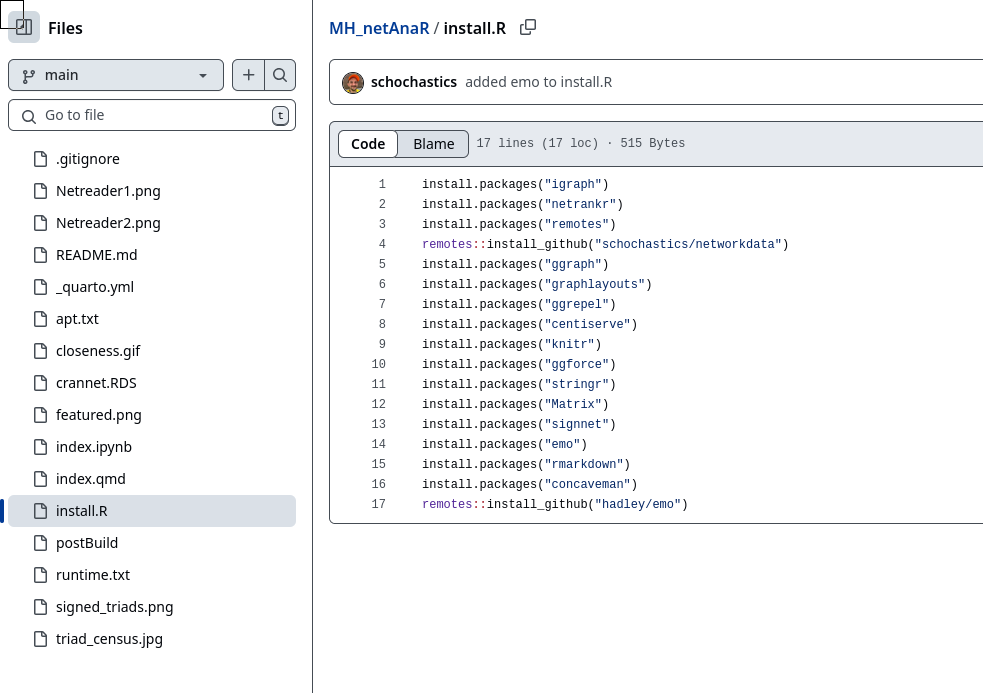 Files
main
Go to file
t
.gitignore
Netreader1.png
Netreader2.png
README.md
_quarto.yml
apt.txt
closeness.gif
crannet.RDS
featured.png
index.ipynb
index.qmd
install.R
postBuild
runtime.txt
signed_triads.png
triad_census.jpg
MH_netAnaR / install.R
schochastics added emo to install.R
Code Blame 17 lines (17 loc) · 515 Bytes
1 install.packages("igraph")
2 install.packages("netrankr")
3 install.packages("remotes")
4 remotes::install_github("schochastics/networkdata")
5 install.packages("ggraph")
6 install.packages("graphlayouts")
7 install.packages("ggrepel")
8 install.packages("centiserve")
9 install.packages("knitr")
10 install.packages("ggforce")
11 install.packages("stringr")
12 install.packages("Matrix")
13 install.packages("signnet")
14 install.packages("emo")
15 install.packages("rmarkdown")
16 install.packages("concaveman")
17 remotes::install_github("hadley/emo")